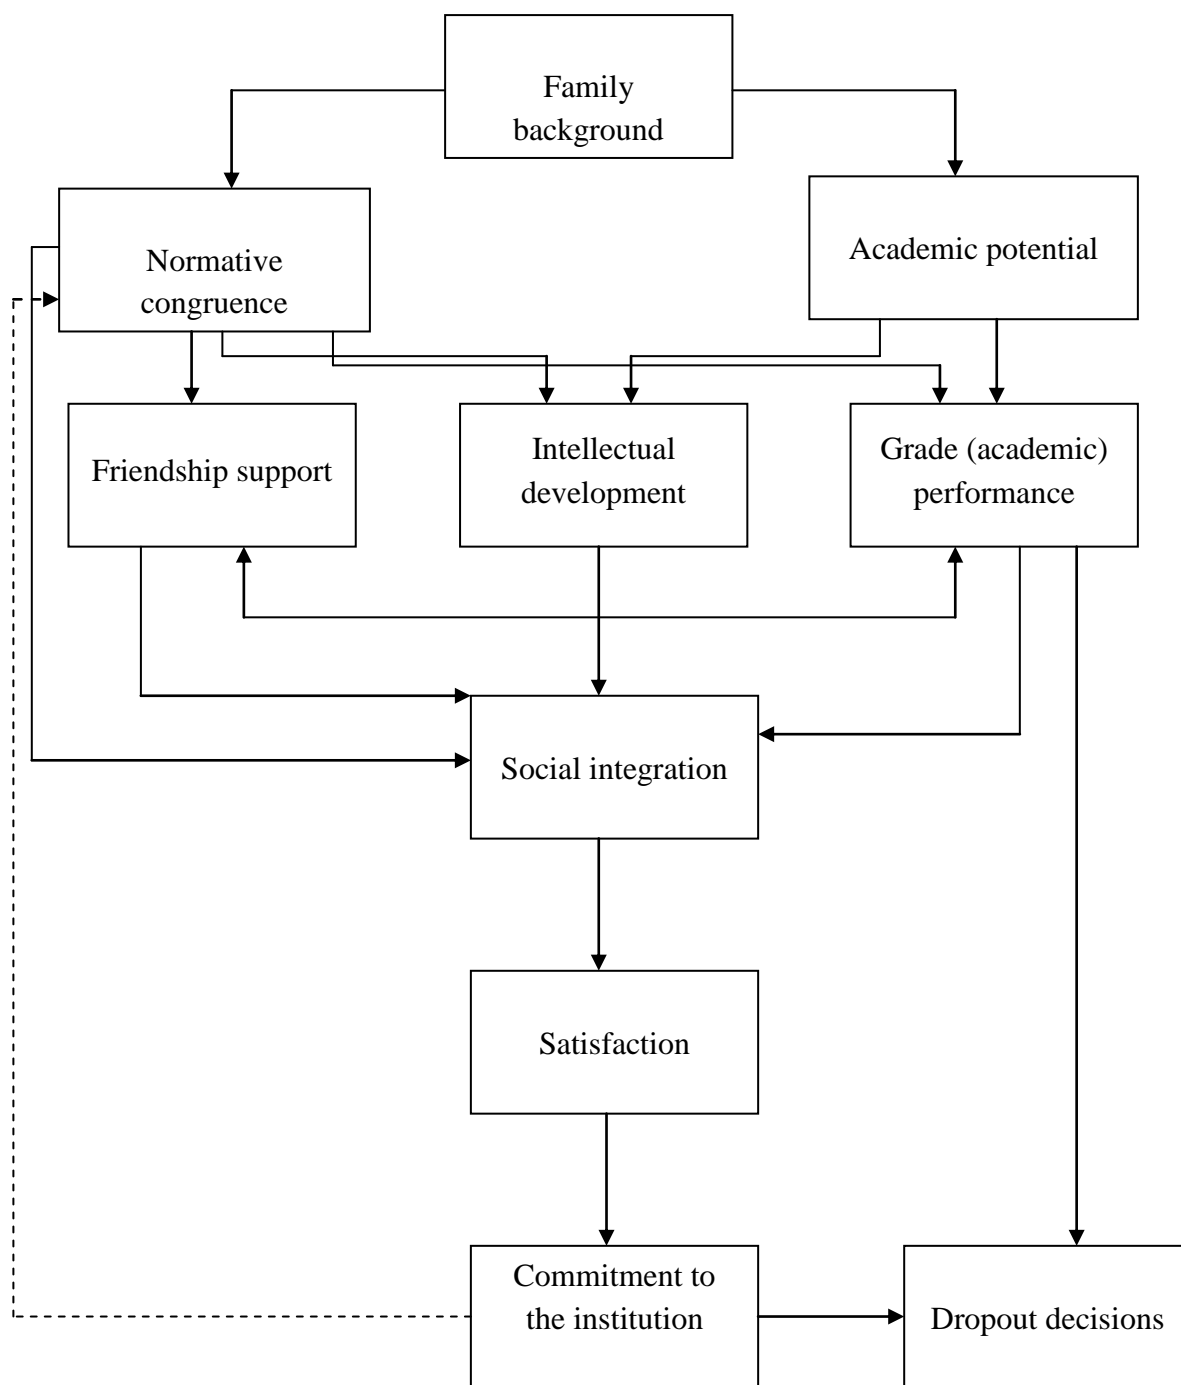 Family
background
Normative
congruence
Academic potential
Friendship support
Intellectual
development
Grade (academic)
performance
Social integration
Satisfaction
Commitment to
the institution
Dropout decisions